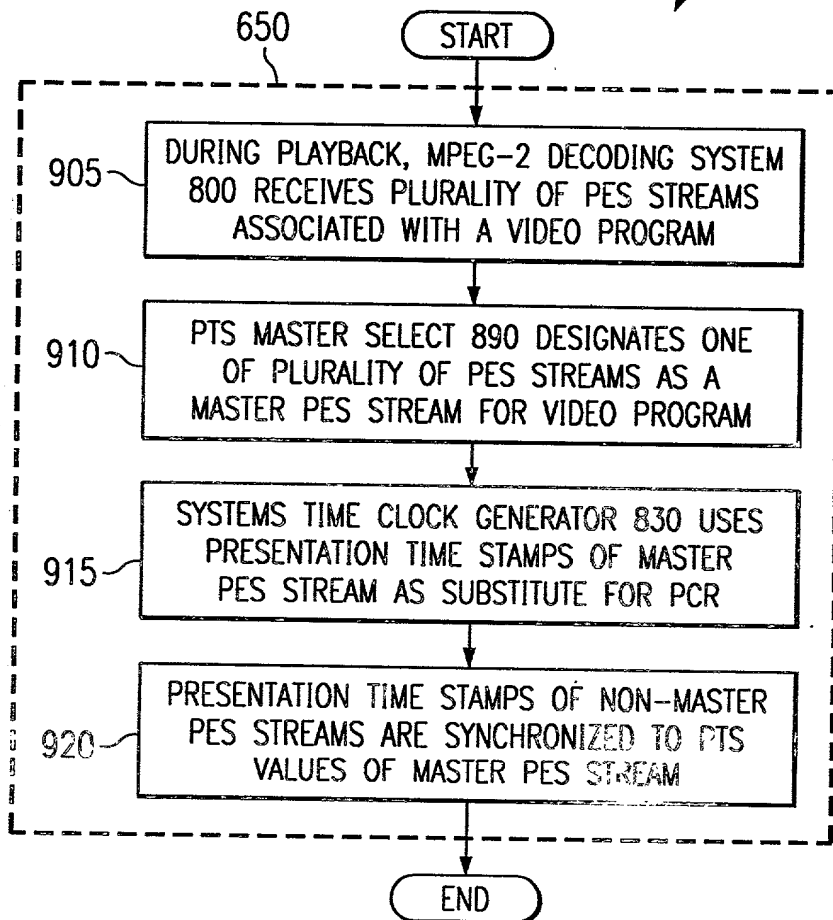 650
START
905
DURING PLAYBACK, MPEG-2 DECODING SYSTEM
800 RECEIVES PLURALITY OF PES STREAMS
ASSOCIATED WITH A VIDEO PROGRAM
910
PTS MASTER SELECT 890 DESIGNATES ONE
OF PLURALITY OF PES STREAMS AS A
MASTER PES STREAM FOR VIDEO PROGRAM
915
SYSTEMS TIME CLOCK GENERATOR 830 USES
PRESENTATION TIME STAMPS OF MASTER
PES STREAM AS SUBSTITUTE FOR PCR
920
PRESENTATION TIME STAMPS OF NON-MASTER
PES STREAMS ARE SYNCHRONIZED TO PTS
VALUES OF MASTER PES STREAM
END